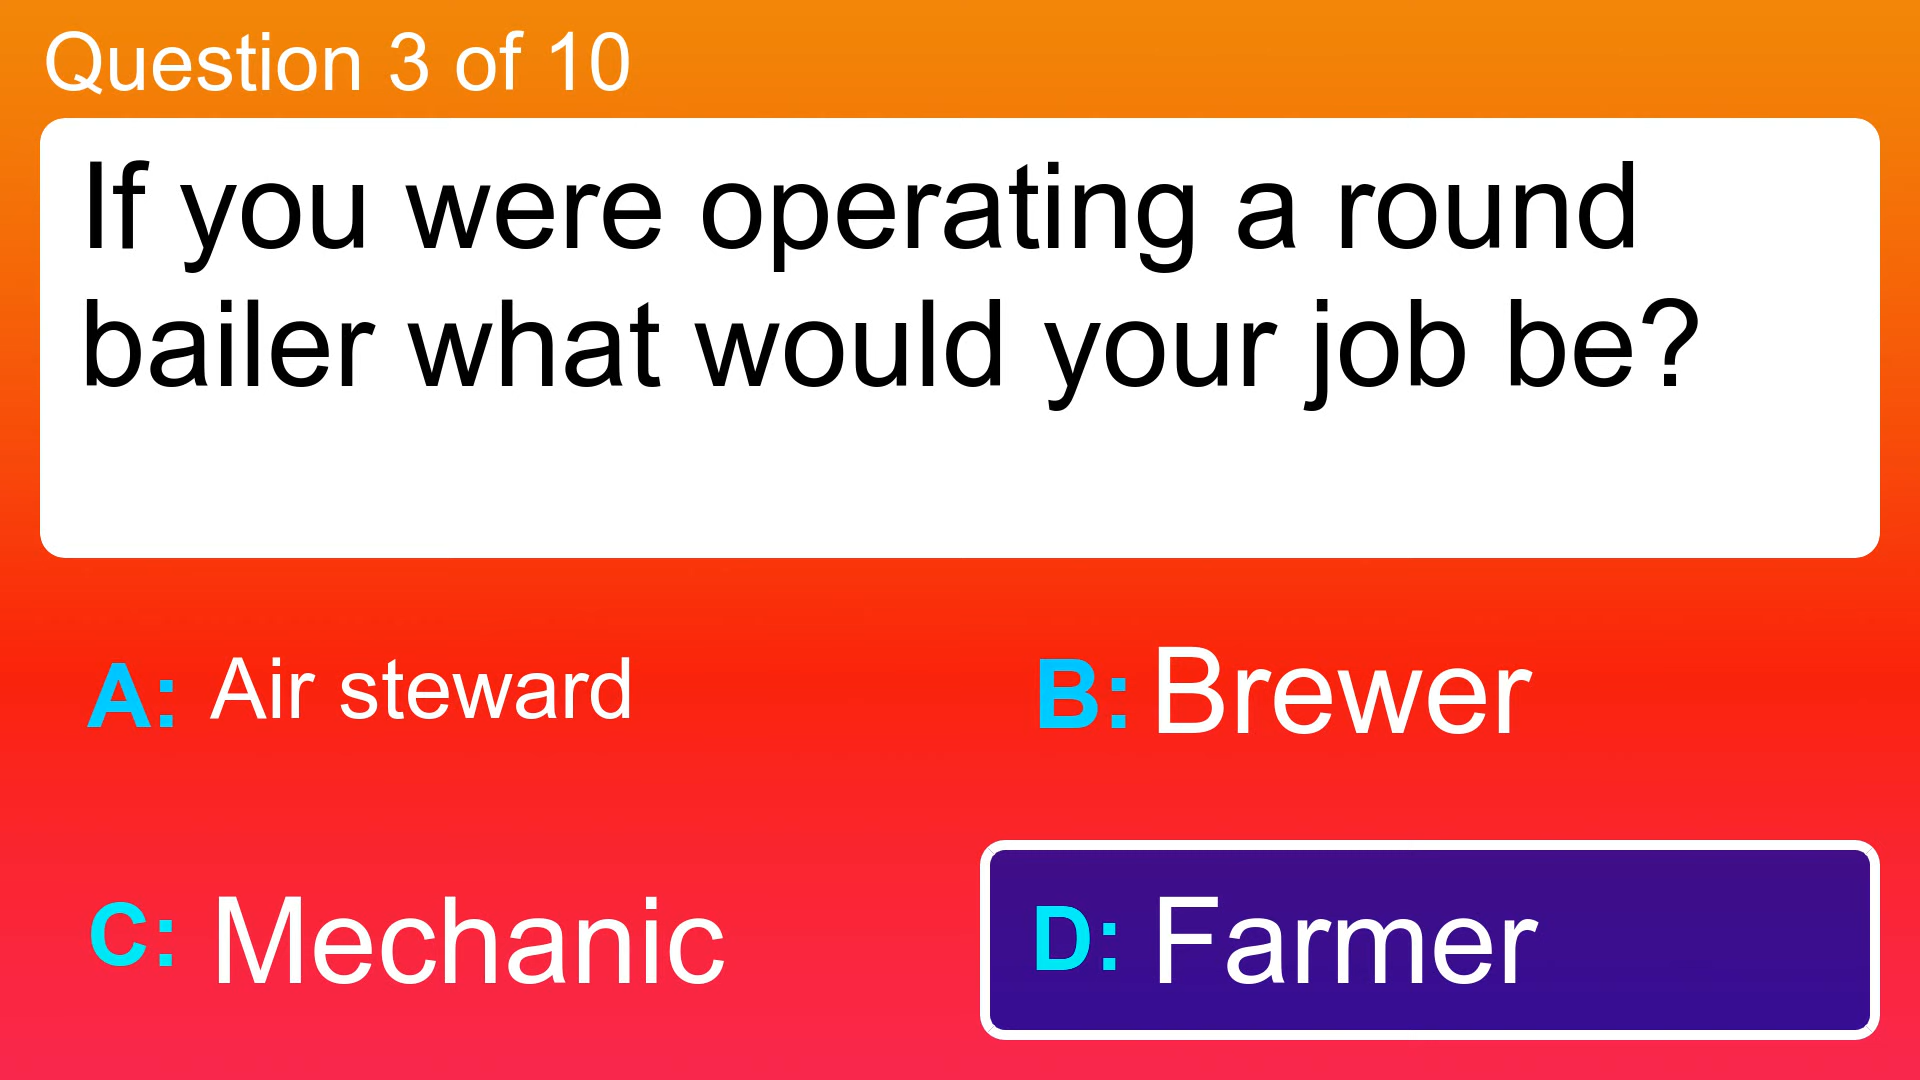 Question 3 of 10
If you were operating a round
bailer what would your job be?
A: Air steward
B: Brewer
C: Mechanic
D: Farmer